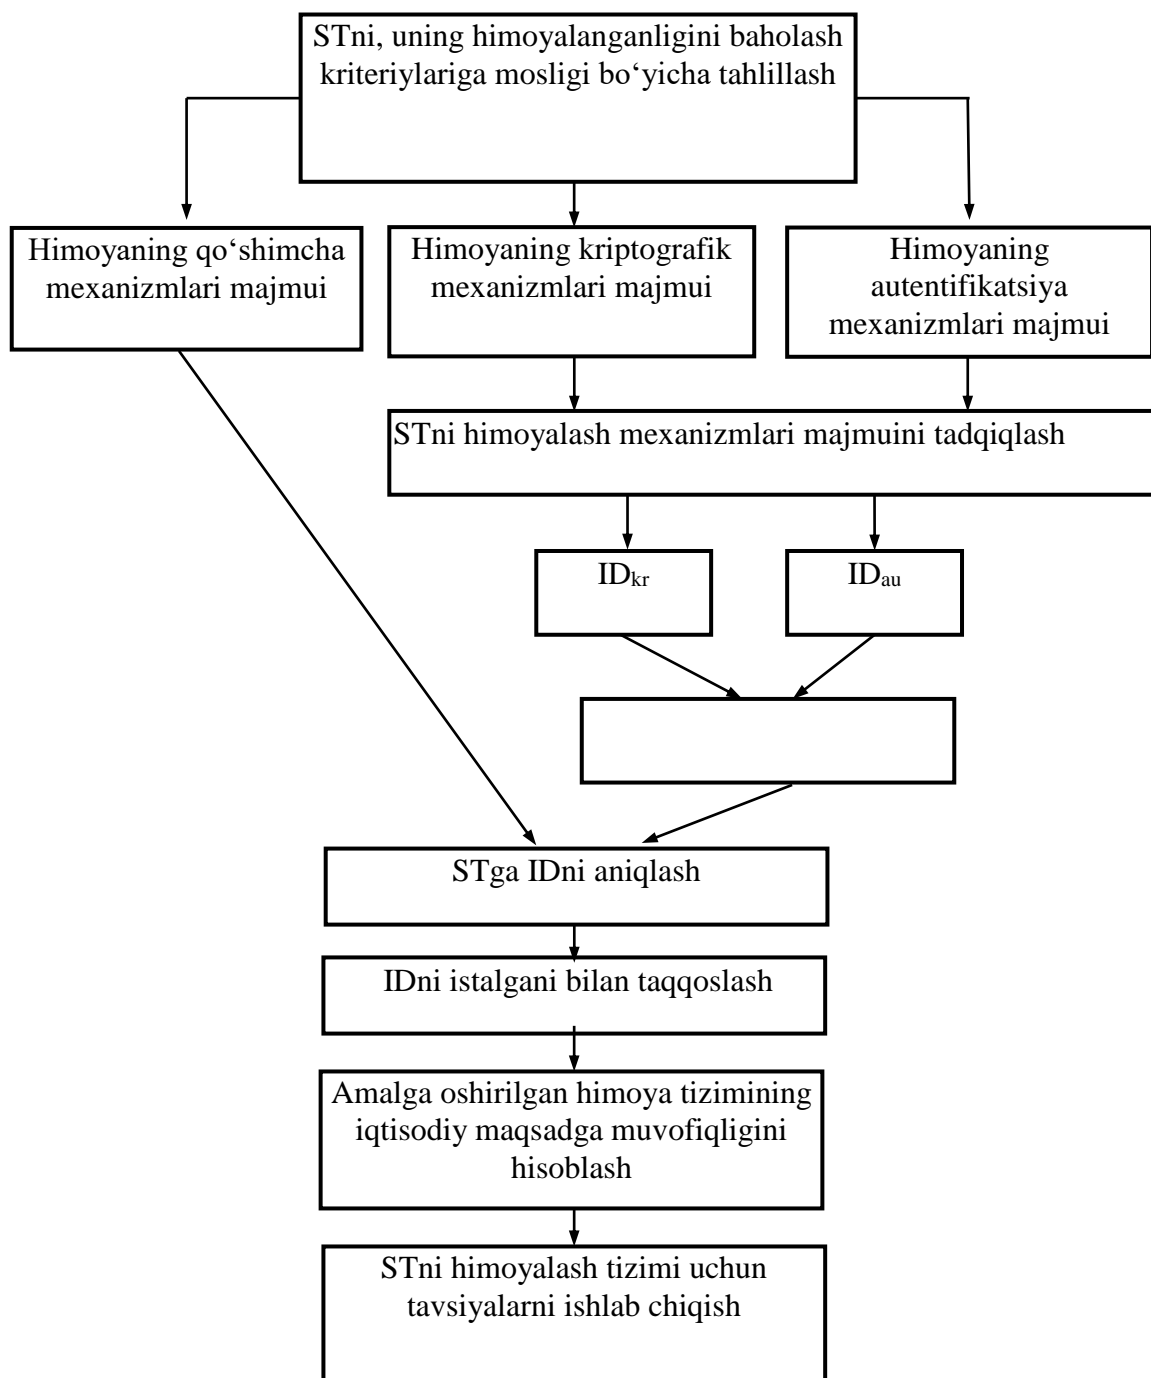 STni, uning himoyalanganligini baholash
kriteriylariga mosligi bo‘yicha tahlillash
Himoyaning qo‘shimcha
mexanizmlari majmui
Himoyaning kriptografik
mexanizmlari majmui
Himoyaning
autentifikatsiya
mexanizmlari majmui
STni himoyalash mexanizmlari majmuini tadqiqlash
IDkr
IDau
STga IDni aniqlash
IDni istalgani bilan taqqoslash
Amalga oshirilgan himoya tizimining
iqtisodiy maqsadga muvofiqligini
hisoblash
STni himoyalash tizimi uchun
tavsiyalarni ishlab chiqish